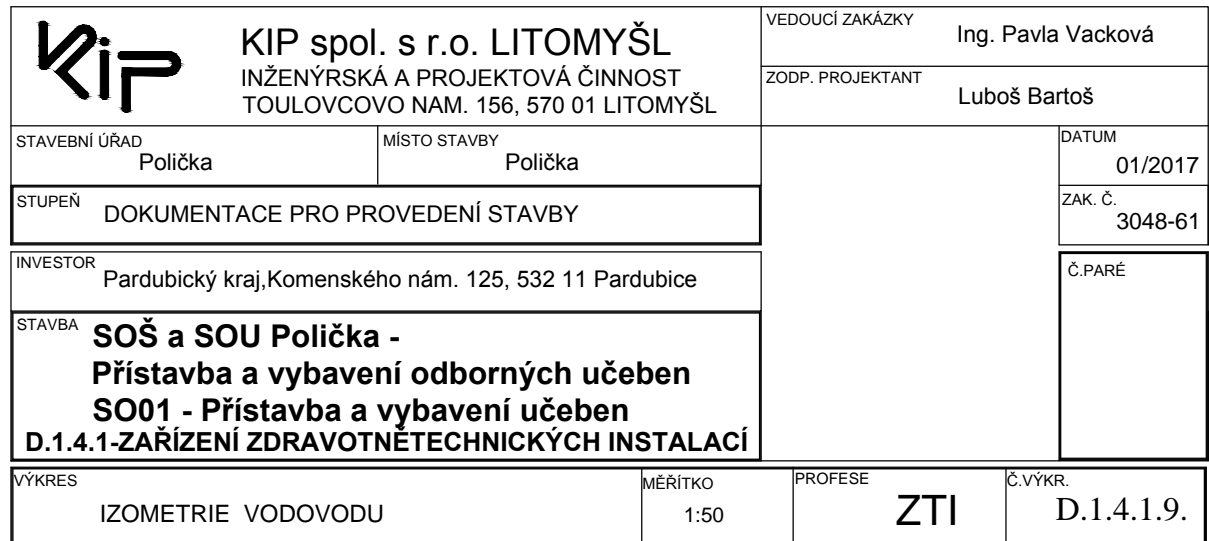 KIP
KIP spol. s r.o. LITOMYŠL
INŽENÝRSKÁ A PROJEKTOVÁ ČINNOST
TOULOVCOVO NAM. 156, 570 01 LITOMYŠL
VEDOUCÍ ZAKÁZKY
Ing. Pavla Vacková
ZODP. PROJEKTANT
Luboš Bartoš
STAVEBNÍ ÚŘAD
Polička
MÍSTO STAVBY
Polička
DATUM
01/2017
STUPEŇ
DOKUMENTACE PRO PROVEDENÍ STAVBY
ZAK. Č.
3048-61
INVESTOR
Pardubický kraj,Komenského nám. 125, 532 11 Pardubice
Č.PARÉ
STAVBA
SOŠ a SOU Polička -
Přístavba a vybavení odborných učeben
SO01 - Přístavba a vybavení učeben
D.1.4.1-ZAŘÍZENÍ ZDRAVOTNĚTECHNICKÝCH INSTALACÍ
VÝKRES
IZOMETRIE VODOVODU
MĚŘÍTKO
1:50
PROFESE
ZTI
Č.VÝKR.
D.1.4.1.9.